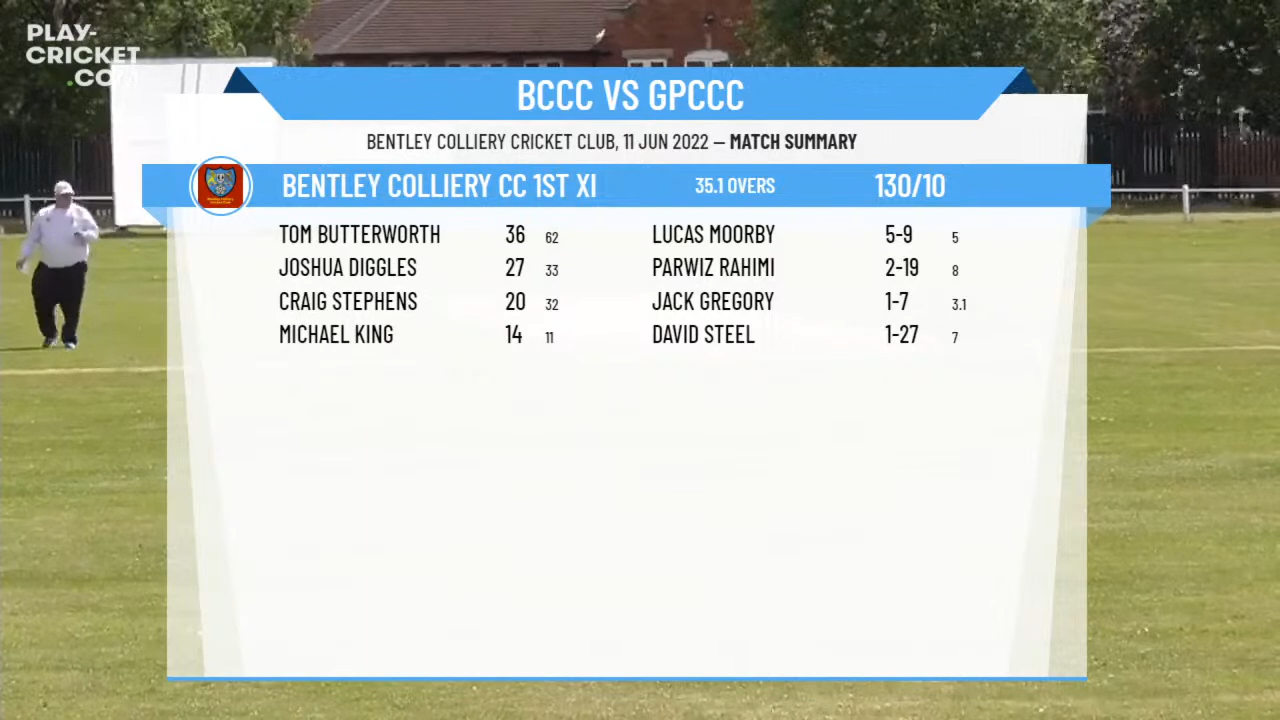 PLAY-
CRICKET
.CO
BCCC VS GPCCC
BENTLEY COLLIERY CRICKET CLUB, 11 JUN 2022 – MATCH SUMMARY
BENTLEY COLLIERY CC 1ST XI 35.1 OVERS 130/10
TOM BUTTERWORTH 36 62 LUCAS MOORBY 5-9 5
JOSHUA DIGGLES 27 33 PARWIZ RAHIMI 2-19 8
CRAIG STEPHENS 20 32 JACK GREGORY 1-7 3.1
MICHAEL KING 14 11 DAVID STEEL 1-27 7